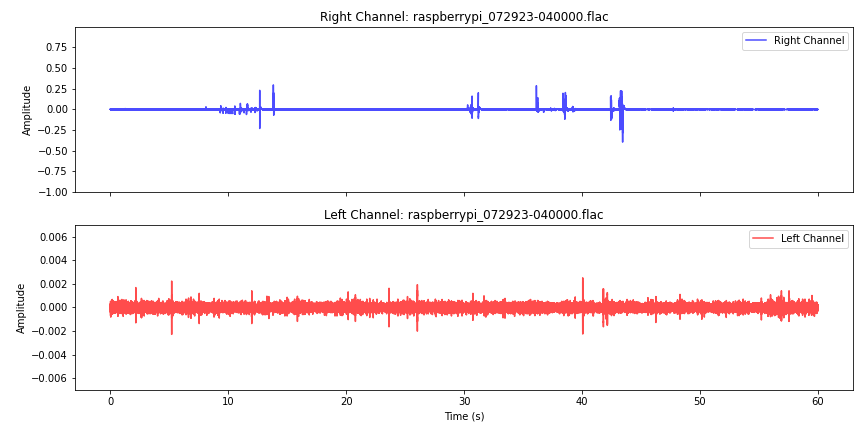 Right Channel: raspberrypi_072923-040000.flac
Right Channel
0.75
0.50
0.25
0.00
−0.25
−0.50
−0.75
−1.00
Amplitude
Left Channel: raspberrypi_072923-040000.flac
Left Channel
0.006
0.004
0.002
0.000
−0.002
−0.004
−0.006
Amplitude
0 10 20 30 40 50 60
Time (s)